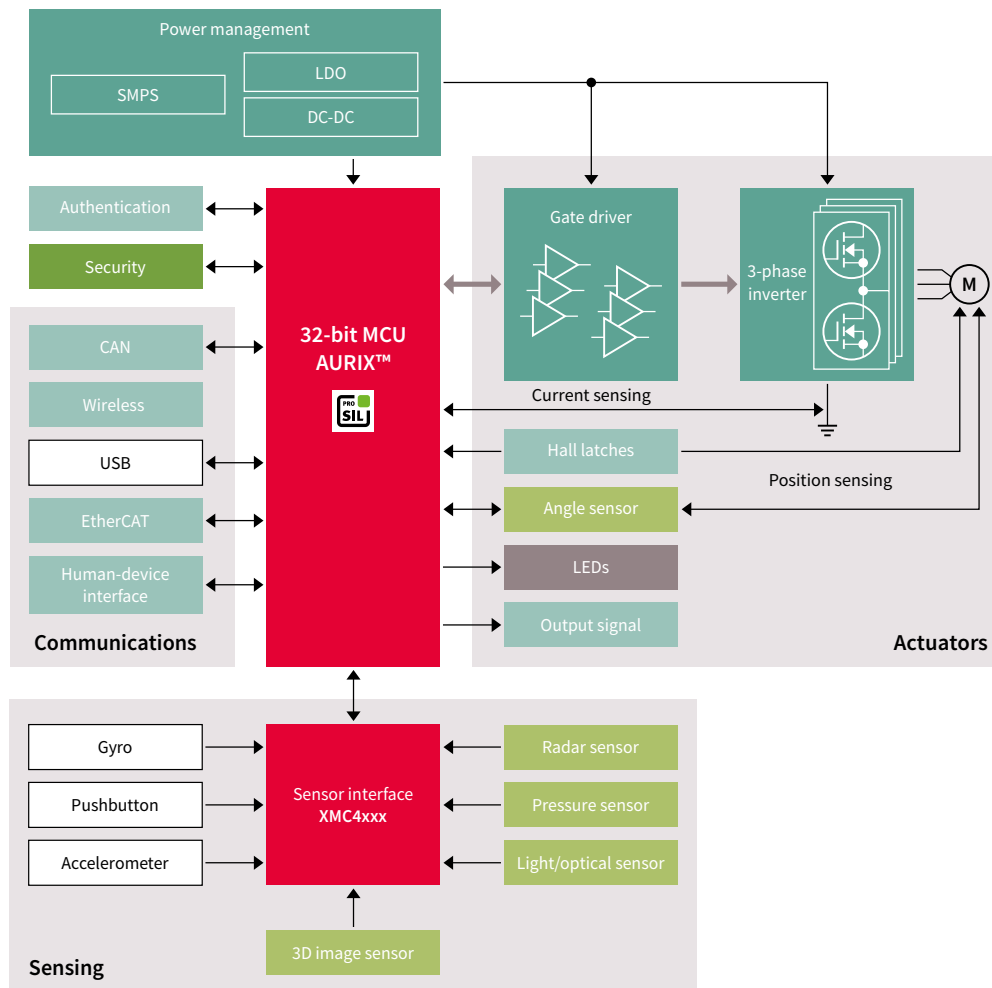 Power management
SMPS
LDO
DC-DC
Authentication
Security
CAN
Wireless
USB
EtherCAT
Human-device
interface
Communications
32-bit MCU
AURIX™
PRO
SIL
Gate driver
3-phase
inverter
M
Current sensing
Hall latches
Position sensing
Angle sensor
LEDs
Output signal
Actuators
Gyro
Pushbutton
Accelerometer
Sensor interface
XMC4xxx
Radar sensor
Pressure sensor
Light/optical sensor
3D image sensor
Sensing